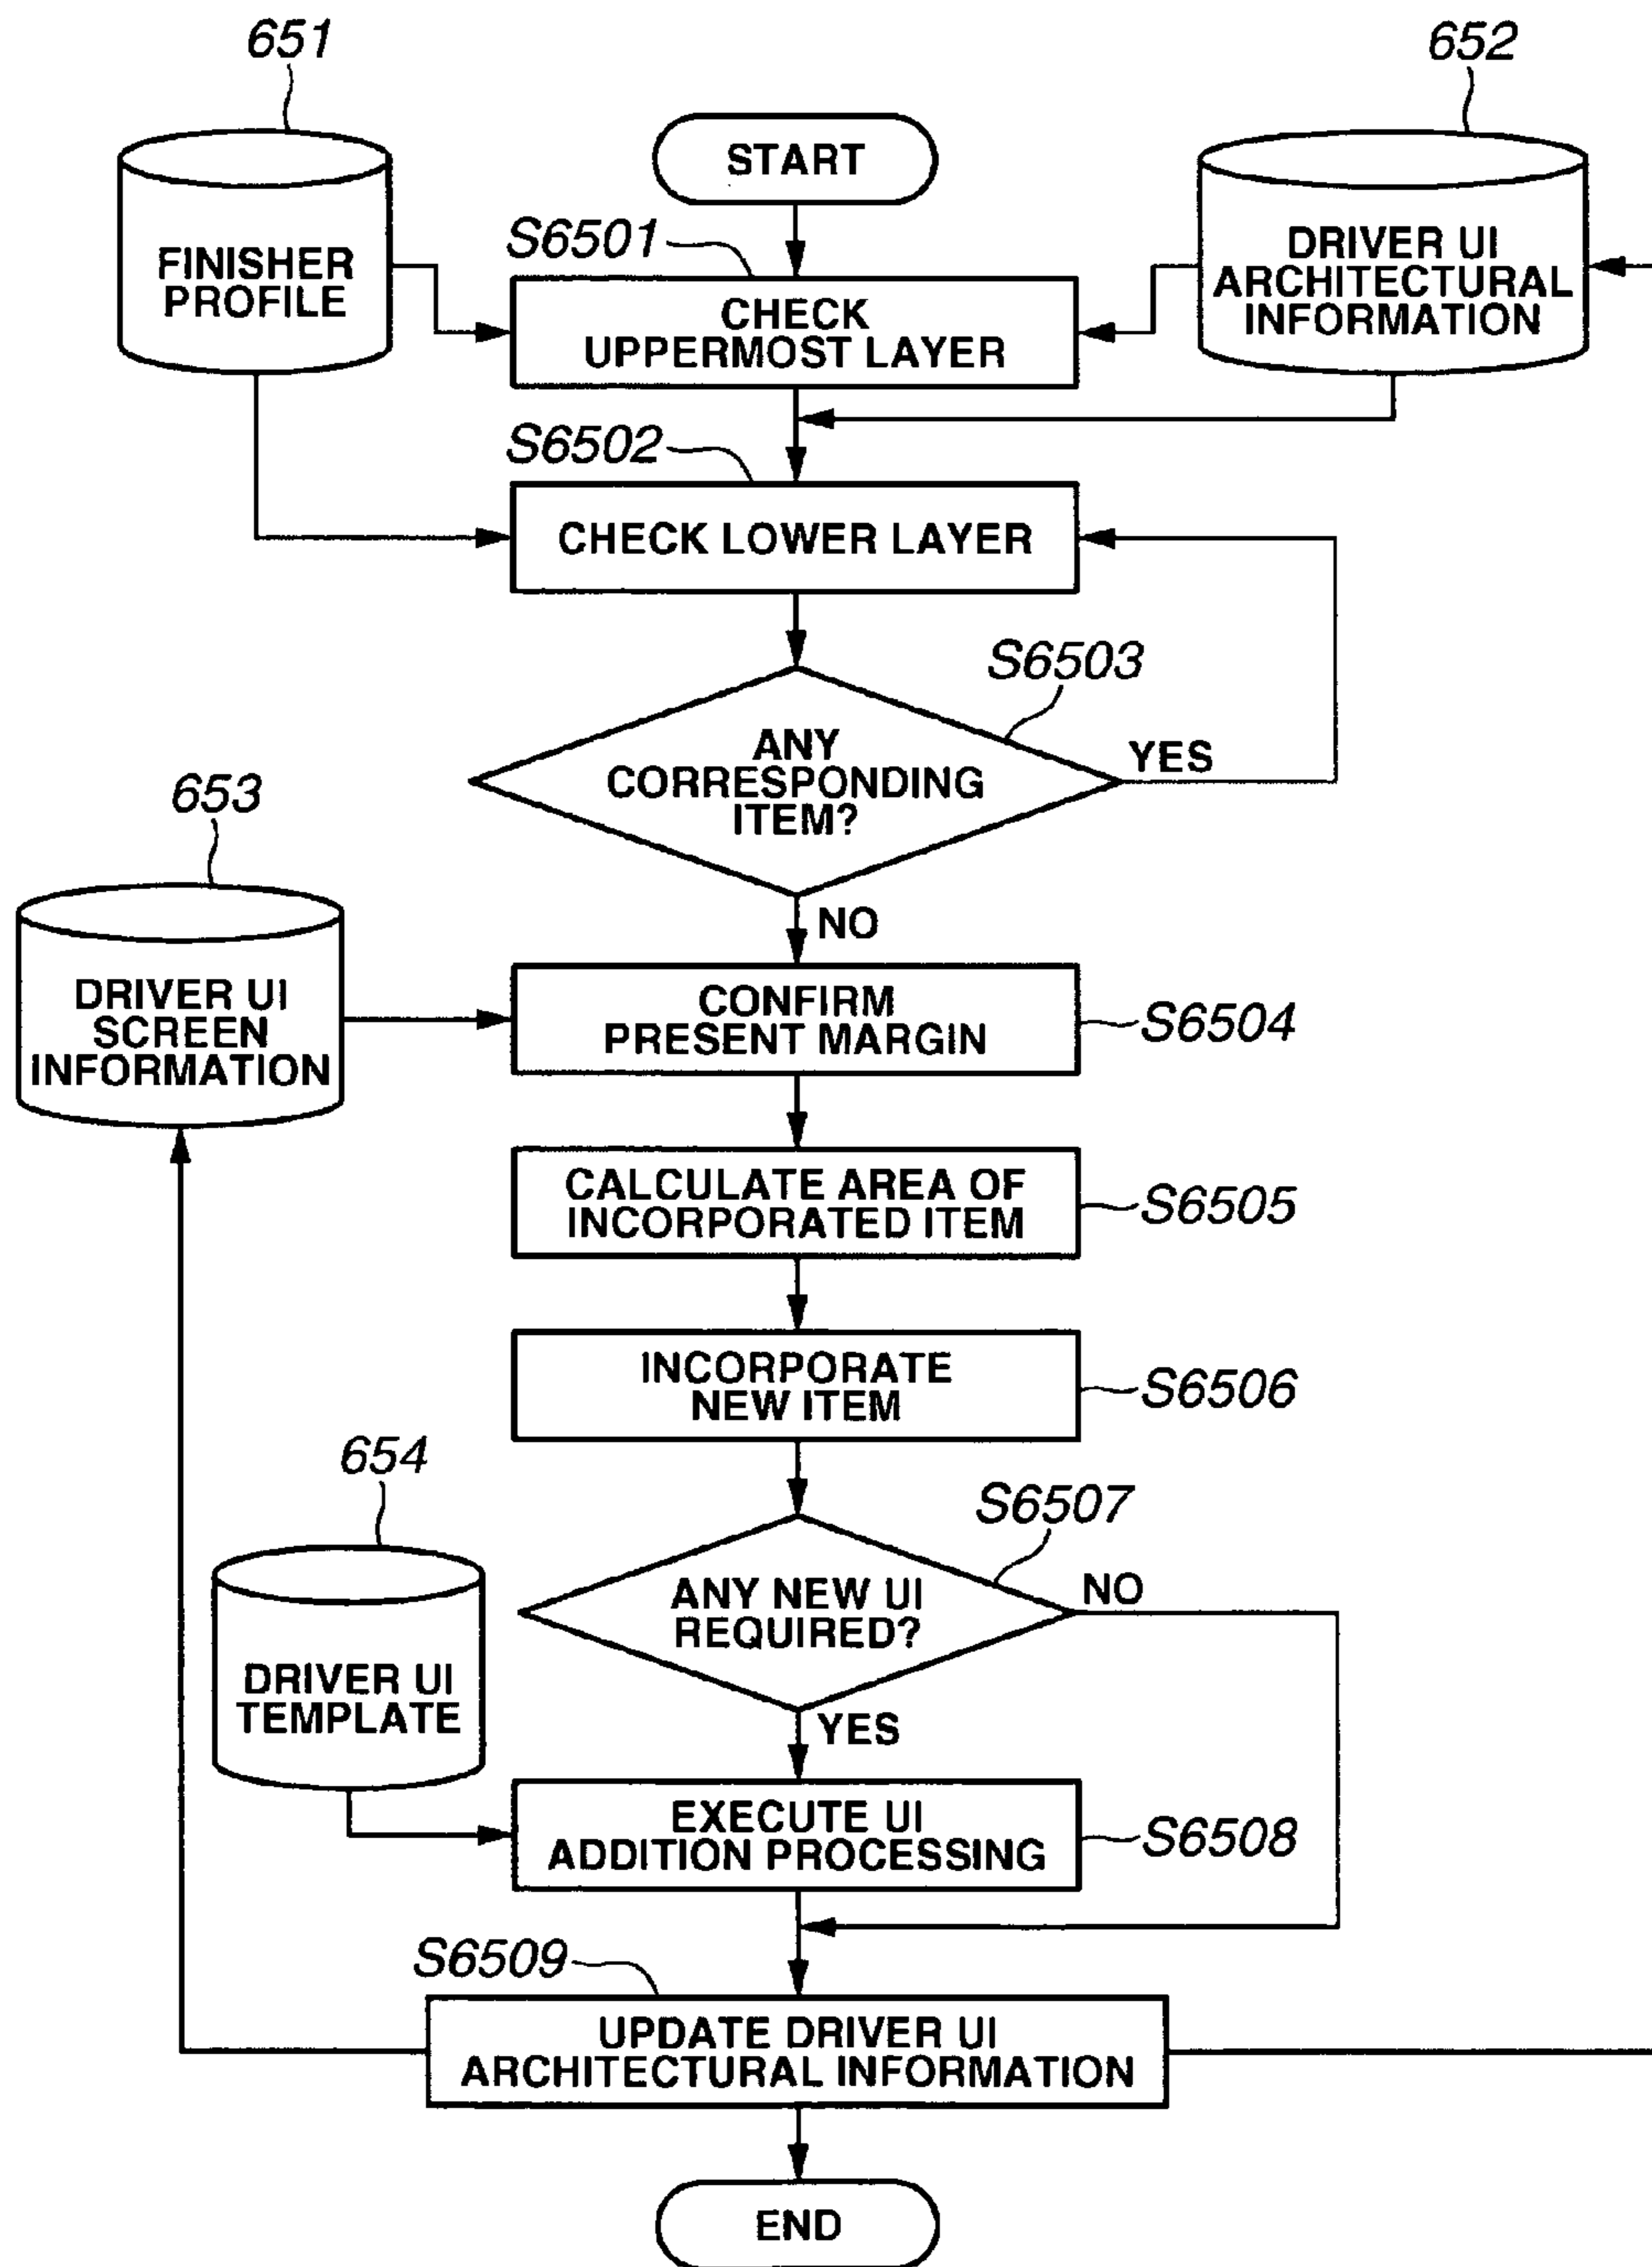 651
652
START
S6501
FINISHER
PROFILE
DRIVER UI
ARCHITECTURAL
INFORMATION
CHECK
UPPERMOST LAYER
S6502
CHECK LOWER LAYER
S6503
ANY
CORRESPONDING
ITEM?
YES
653
NO
DRIVER UI
SCREEN
INFORMATION
CONFIRM
PRESENT MARGIN
S6504
CALCULATE AREA OF
INCORPORATED ITEM
S6505
INCORPORATE
NEW ITEM
S6506
654
S6507
ANY NEW UI
REQUIRED?
NO
DRIVER UI
TEMPLATE
YES
EXECUTE UI
ADDITION PROCESSING
S6508
S6509
UPDATE DRIVER UI
ARCHITECTURAL INFORMATION
END